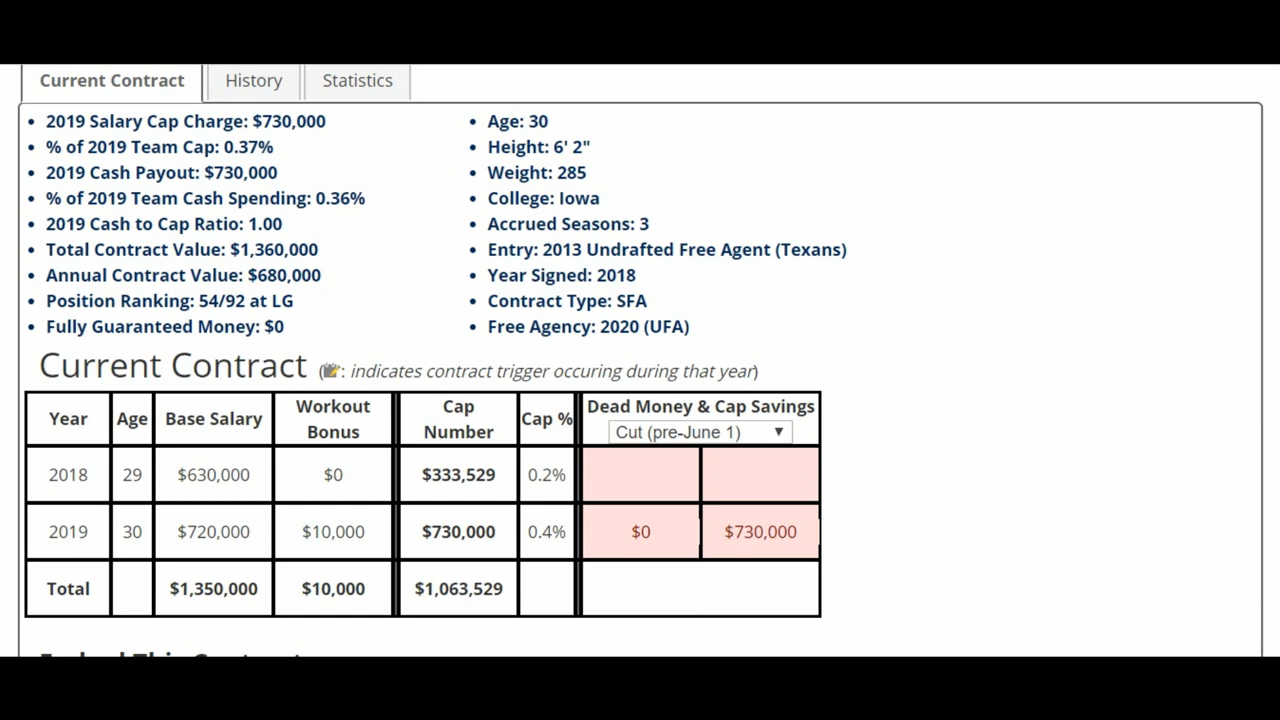 Current Contract
History
Statistics
2019 Salary Cap Charge: $730,000
% of 2019 Team Cap: 0.37%
2019 Cash Payout: $730,000
% of 2019 Team Cash Spending: 0.36%
2019 Cash to Cap Ratio: 1.00
Total Contract Value: $1,360,000
Annual Contract Value: $680,000
Position Ranking: 54/92 at LG
Fully Guaranteed Money: $0
Age: 30
Height: 6' 2"
Weight: 285
College: Iowa
Accrued Seasons: 3
Entry: 2013 Undrafted Free Agent (Texans)
Year Signed: 2018
Contract Type: SFA
Free Agency: 2020 (UFA)
Current Contract ( : indicates contract trigger occuring during that year)
Year Age Base Salary Workout Bonus Cap Number Cap % Dead Money & Cap Savings
Cut (pre-June 1)
2018 29 $630,000 $0 $333,529 0.2%
2019 30 $720,000 $10,000 $730,000 0.4% $0 $730,000
Total $1,350,000 $10,000 $1,063,529